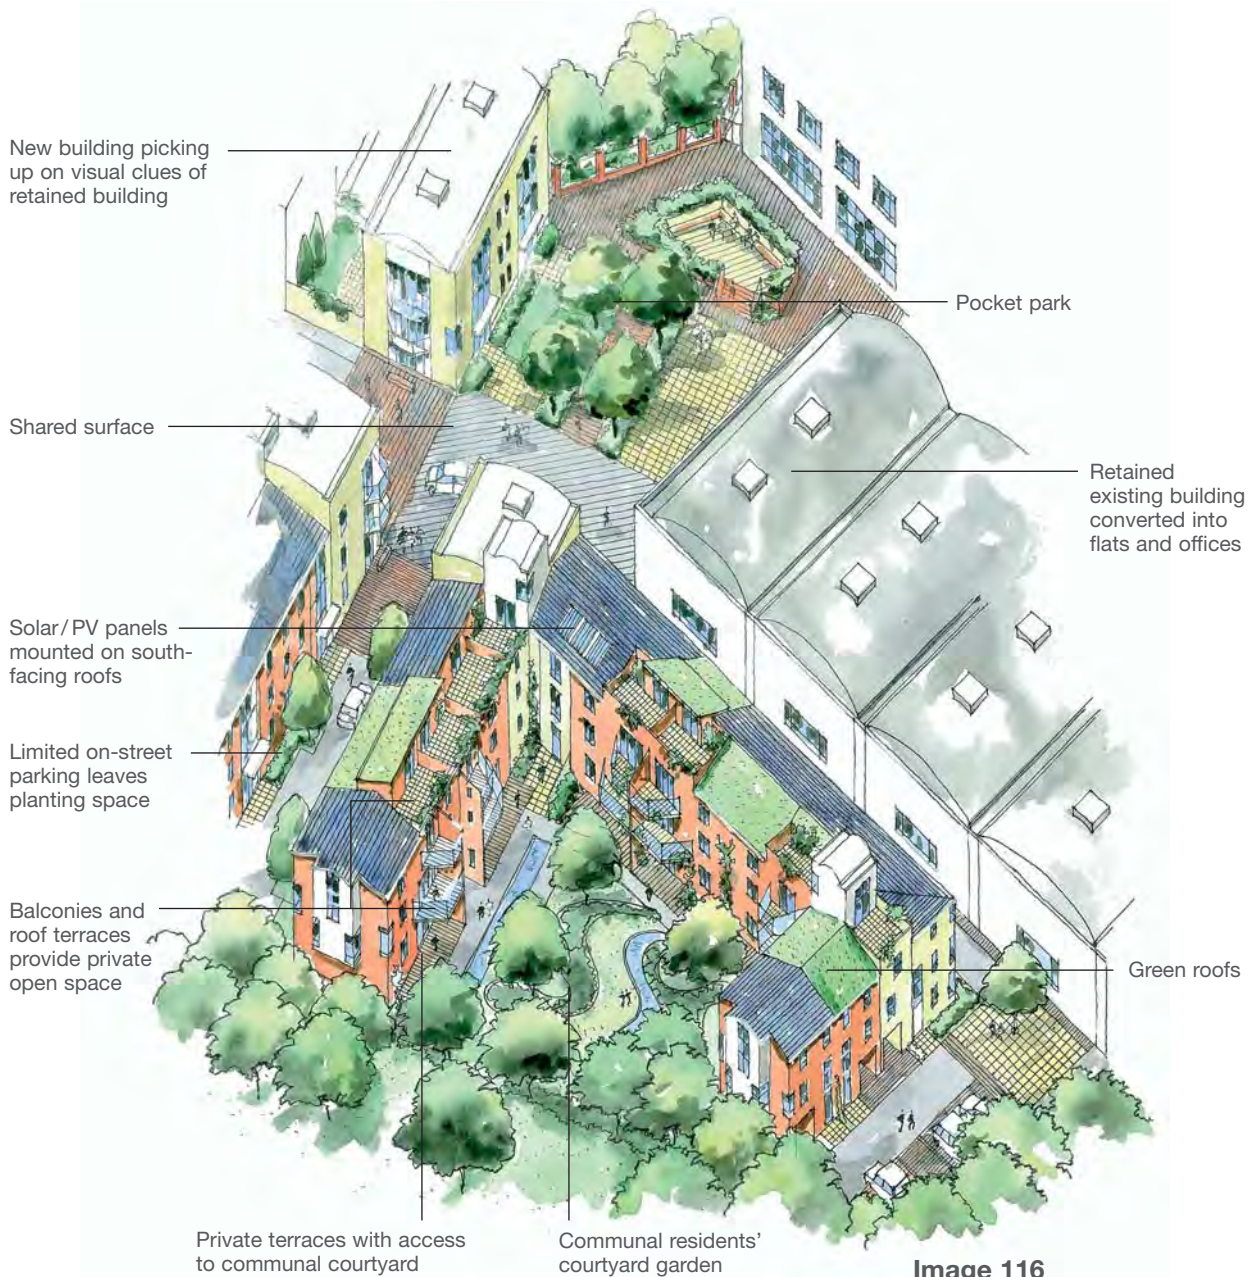 New building picking
up on visual clues of
retained building
Pocket park
Shared surface
Retained
existing building
converted into
flats and offices
Solar/PV panels
mounted on south-
facing roofs
Limited on-street
parking leaves
planting space
Balconies and
roof terraces
provide private
open space
Green roofs
Private terraces with access
to communal courtyard
Communal residents’
courtyard garden
Image 116